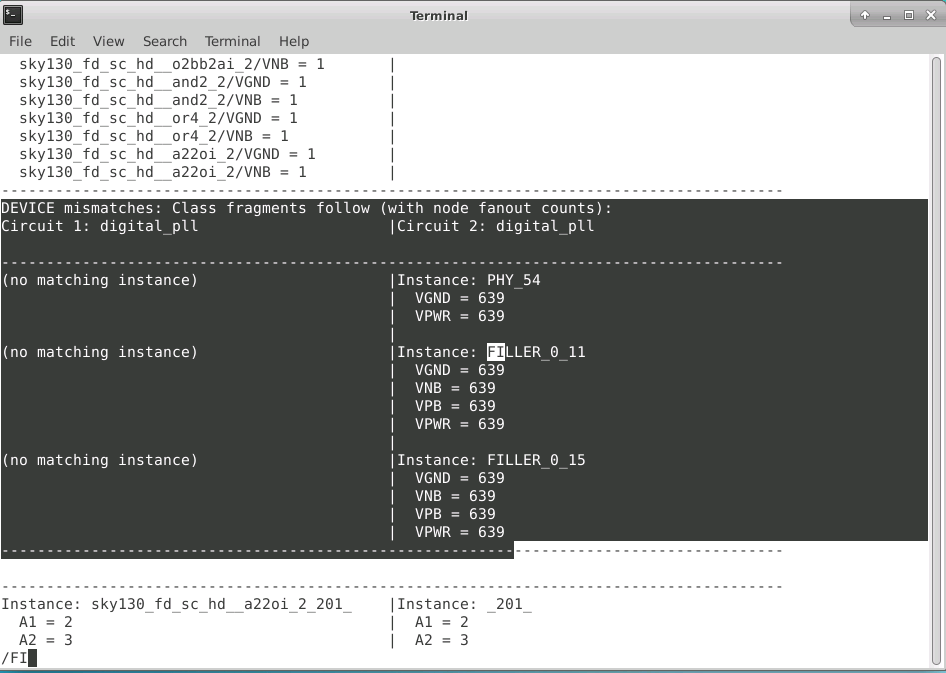 Terminal
File Edit View Search Terminal Help
  sky130_fd_sc_hd__o2bb2ai_2/VNB = 1       |
  sky130_fd_sc_hd__and2_2/VGND = 1         |
  sky130_fd_sc_hd__and2_2/VNB = 1          |
  sky130_fd_sc_hd__or4_2/VGND = 1          |
  sky130_fd_sc_hd__or4_2/VNB = 1           |
  sky130_fd_sc_hd__a22oi_2/VGND = 1        |
  sky130_fd_sc_hd__a22oi_2/VNB = 1         |
---------------------------------------------------------------------------------------
DEVICE mismatches: Class fragments follow (with node fanout counts):
Circuit 1: digital_pll                     |Circuit 2: digital_pll
---------------------------------------------------------------------------------------
(no matching instance)                     |Instance: PHY_54
                                           |  VGND = 639
                                           |  VPWR = 639
                                           |
(no matching instance)                     |Instance: FILLER_0_11
                                           |  VGND = 639
                                           |  VNB = 639
                                           |  VPB = 639
                                           |  VPWR = 639
                                           |
(no matching instance)                     |Instance: FILLER_0_15
                                           |  VGND = 639
                                           |  VNB = 639
                                           |  VPB = 639
                                           |  VPWR = 639
---------------------------------------------------------------------------------------
---------------------------------------------------------------------------------------
Instance: sky130_fd_sc_hd__a22oi_2_201_    |Instance: _201_
  A1 = 2                                   |  A1 = 2
  A2 = 3                                   |  A2 = 3
/FI